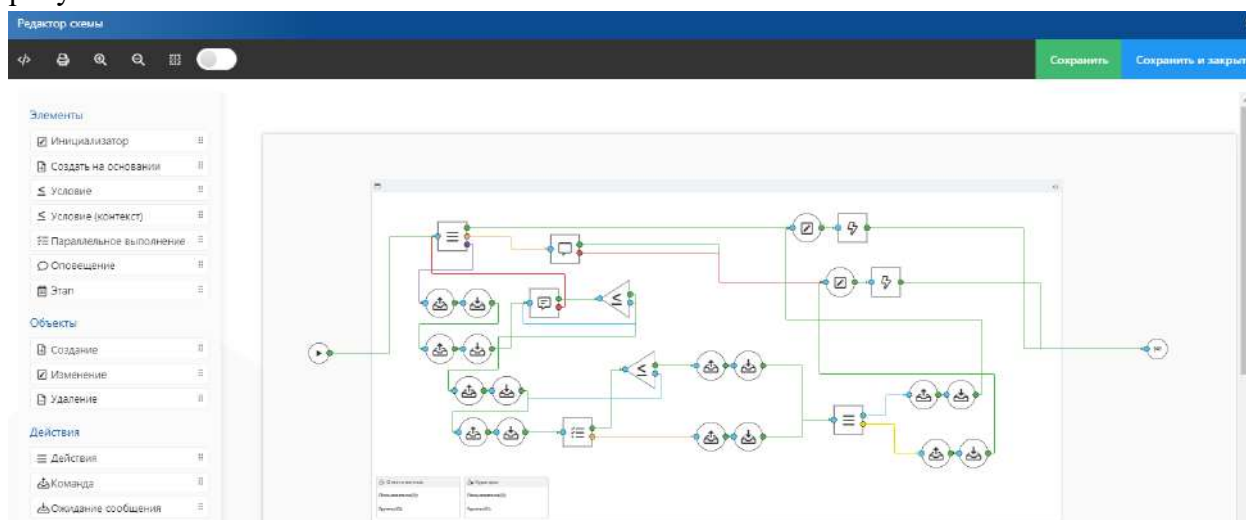 Редактор схемы
Сохранить
Сохранить и закрыт
Элементы
Инициализатор
Создать на основании
Условие
Условие (контекст)
Параллельное выполнение
Оповещение
Этап
Объекты
Создание
Изменение
Удаление
Действия
Действия
Команда
Ожидание сообщения